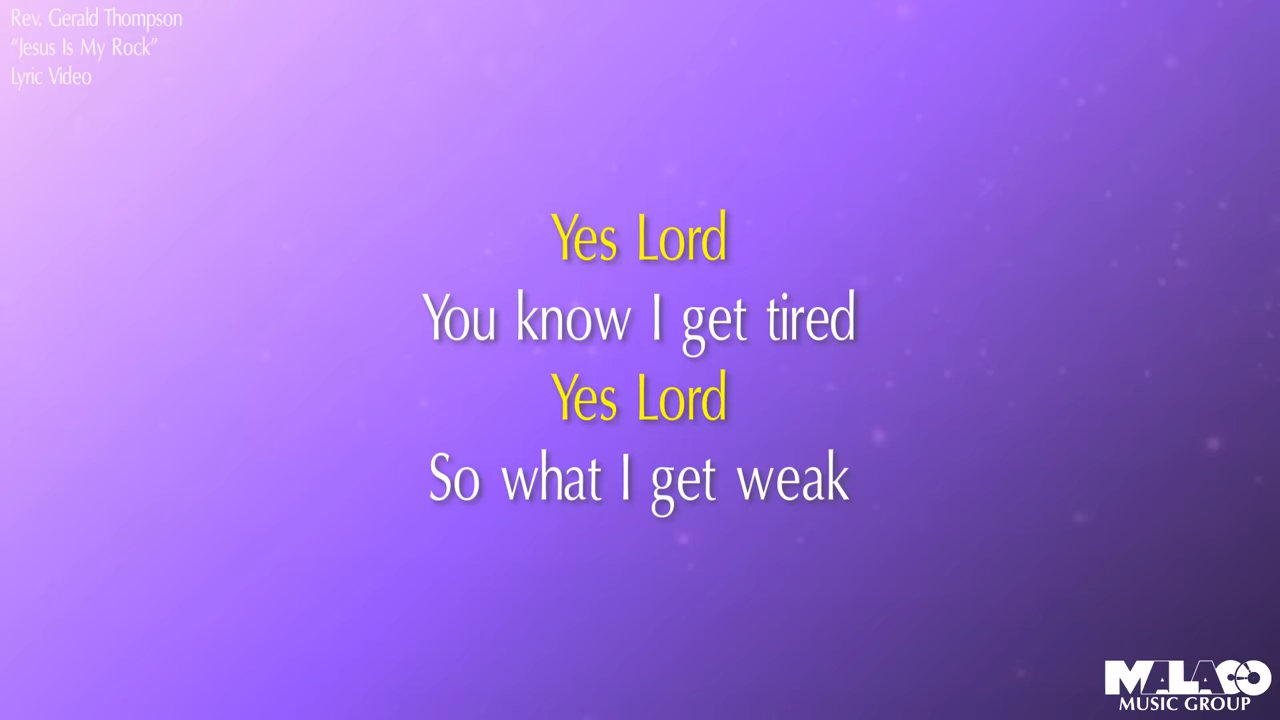 Rev. Gerald Thompson
“Jesus Is My Rock”
Lyric Video
Yes Lord
You know I get tired
Yes Lord
So what I get weak
MALACO
MUSIC GROUP